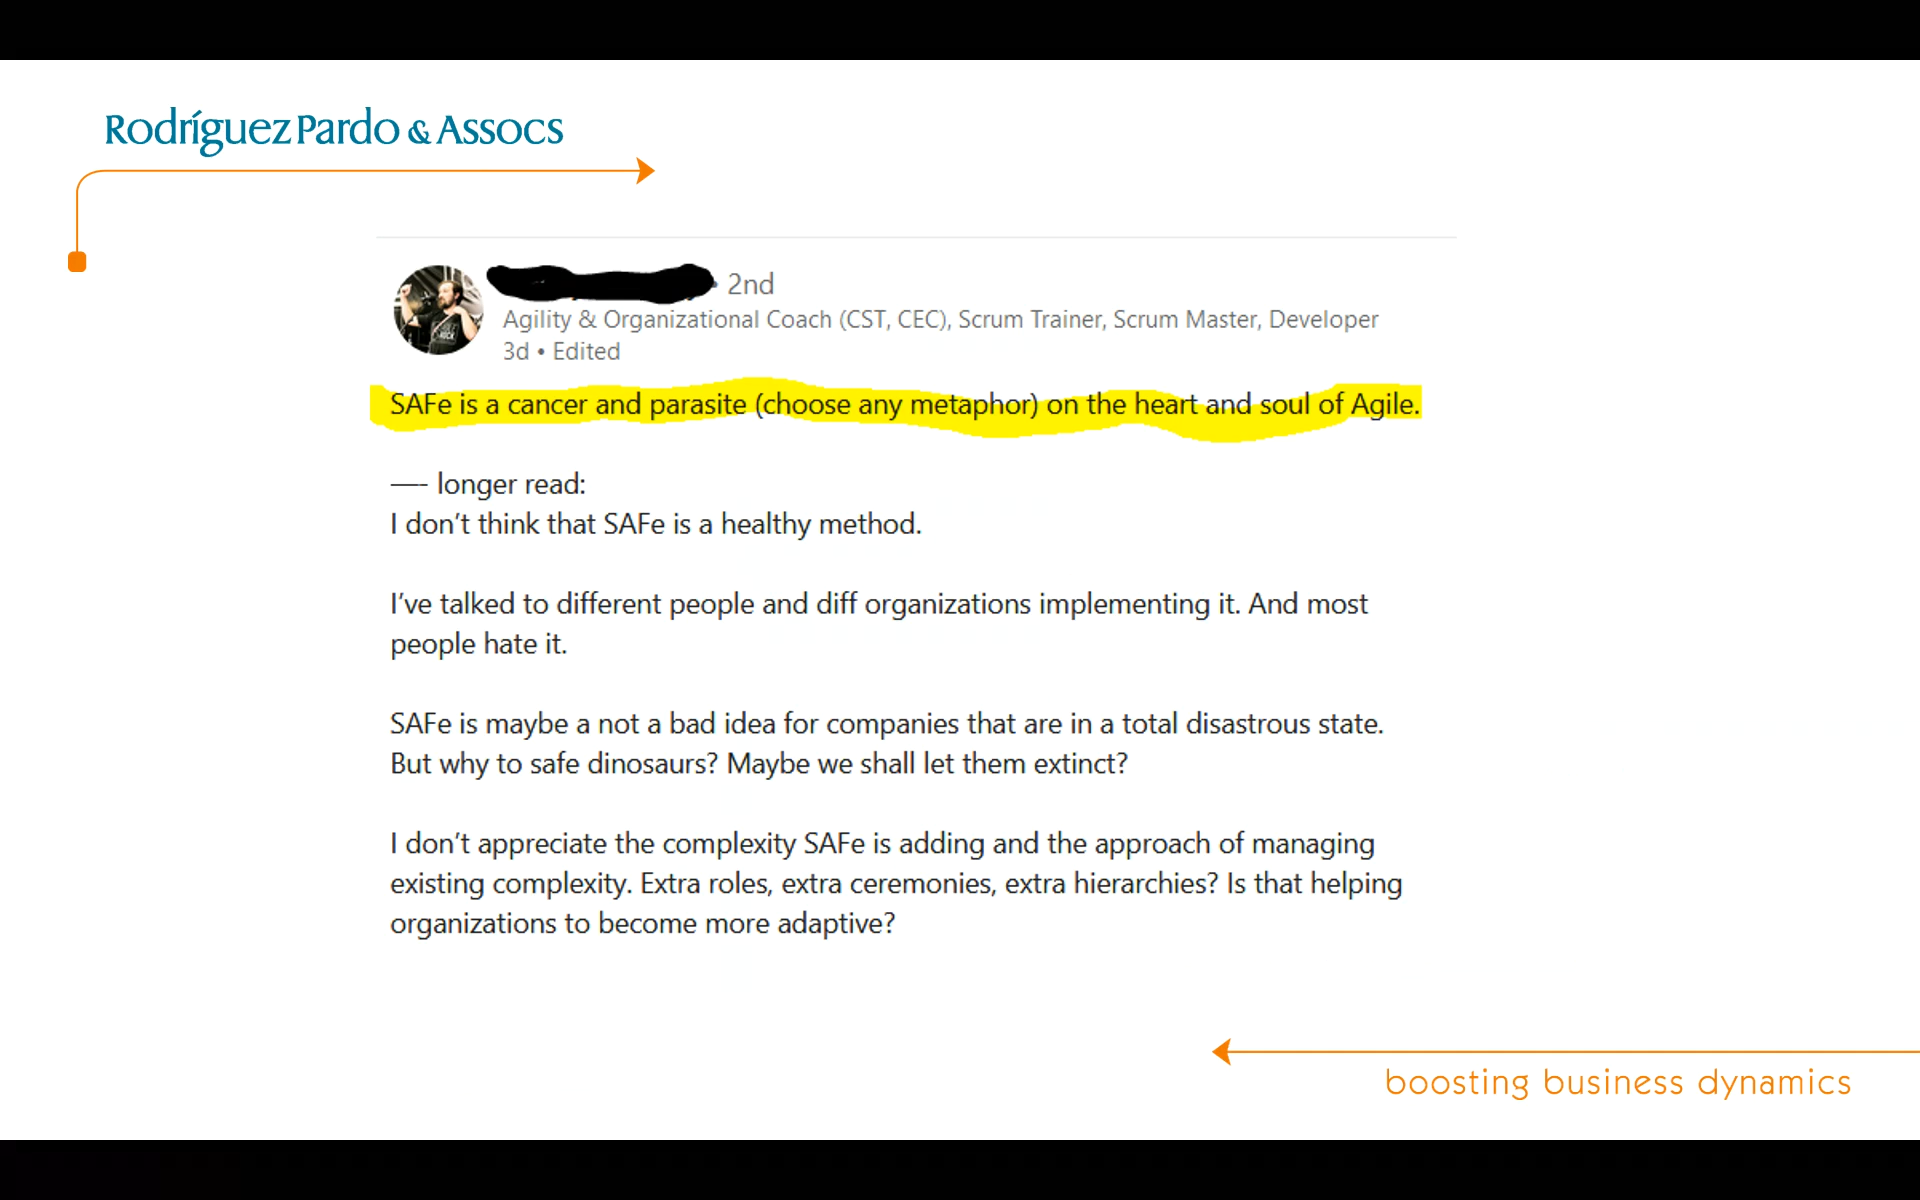 Rodríguez Pardo & Assocs
• 2nd
Agility & Organizational Coach (CST, CEC), Scrum Trainer, Scrum Master, Developer
3d • Edited
SAFe is a cancer and parasite (choose any metaphor) on the heart and soul of Agile.
—- longer read:
I don’t think that SAFe is a healthy method.
I’ve talked to different people and diff organizations implementing it. And most
people hate it.
SAFe is maybe a not a bad idea for companies that are in a total disastrous state.
But why to safe dinosaurs? Maybe we shall let them extinct?
I don’t appreciate the complexity SAFe is adding and the approach of managing
existing complexity. Extra roles, extra ceremonies, extra hierarchies? Is that helping
organizations to become more adaptive?
boosting business dynamics